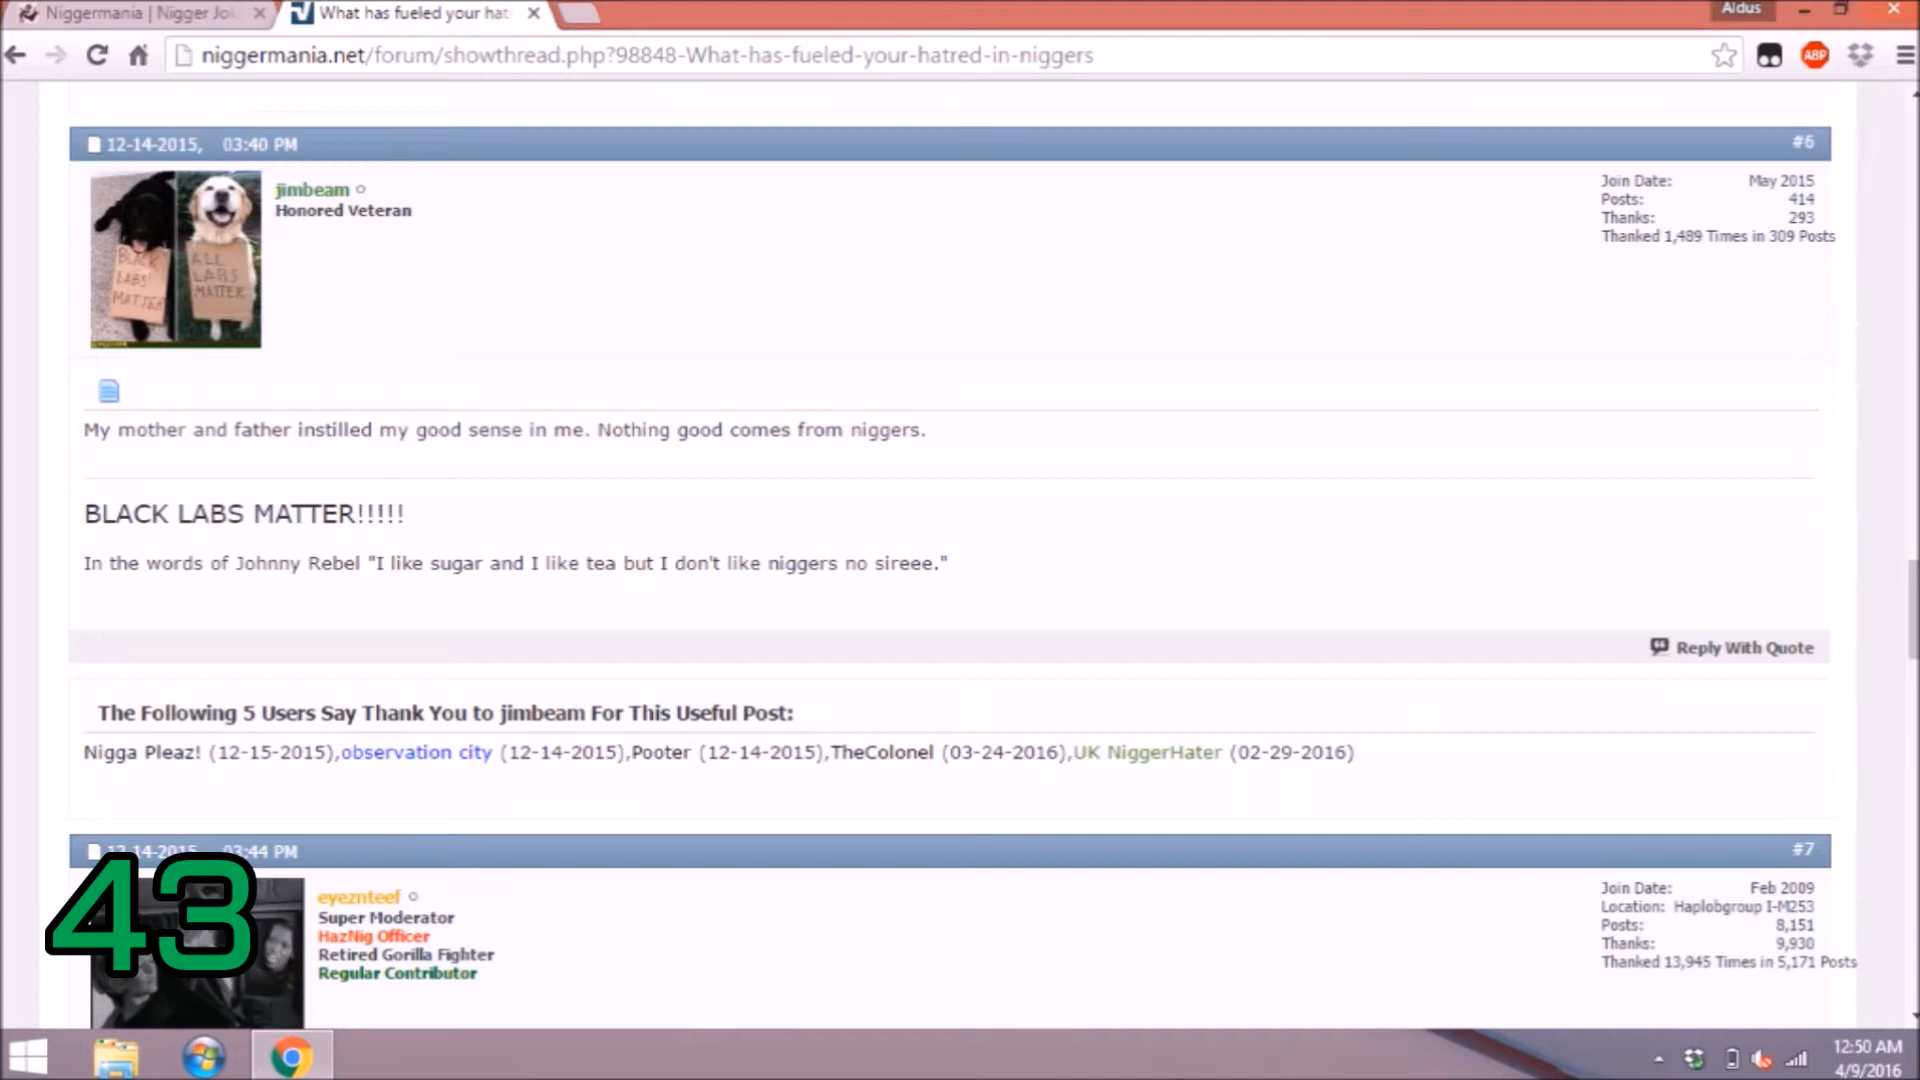 Niggermania | Nigger Jo
What has fueled your hat
Aldus
niggermania.net/forum/showthread.php?98848-What-has-fueled-your-hatred-in-niggers
ABP
12-14-2015, 03:40 PM
#6
BLACK LABS MATTER
ALL LABS MATTER
jimbeam
Honored Veteran
Join Date: May 2015
Posts: 414
Thanks: 293
Thanked 1,489 Times in 309 Posts
My mother and father instilled my good sense in me. Nothing good comes from niggers.
BLACK LABS MATTER!!!!!
In the words of Johnny Rebel "I like sugar and I like tea but I don't like niggers no sireee."
Reply With Quote
The Following 5 Users Say Thank You to jimbeam For This Useful Post:
Nigga Pleaz! (12-15-2015),observation city (12-14-2015),Pooter (12-14-2015),TheColonel (03-24-2016),UK NiggerHater (02-29-2016)
12-14-2015, 03:44 PM
#7
43
eyeznteef
Super Moderator
HazNig Officer
Retired Gorilla Fighter
Regular Contributor
Join Date: Feb 2009
Location: Haplobgroup I-M253
Posts: 8,151
Thanks: 9,930
Thanked 13,945 Times in 5,171 Posts
12:50 AM
4/9/2016